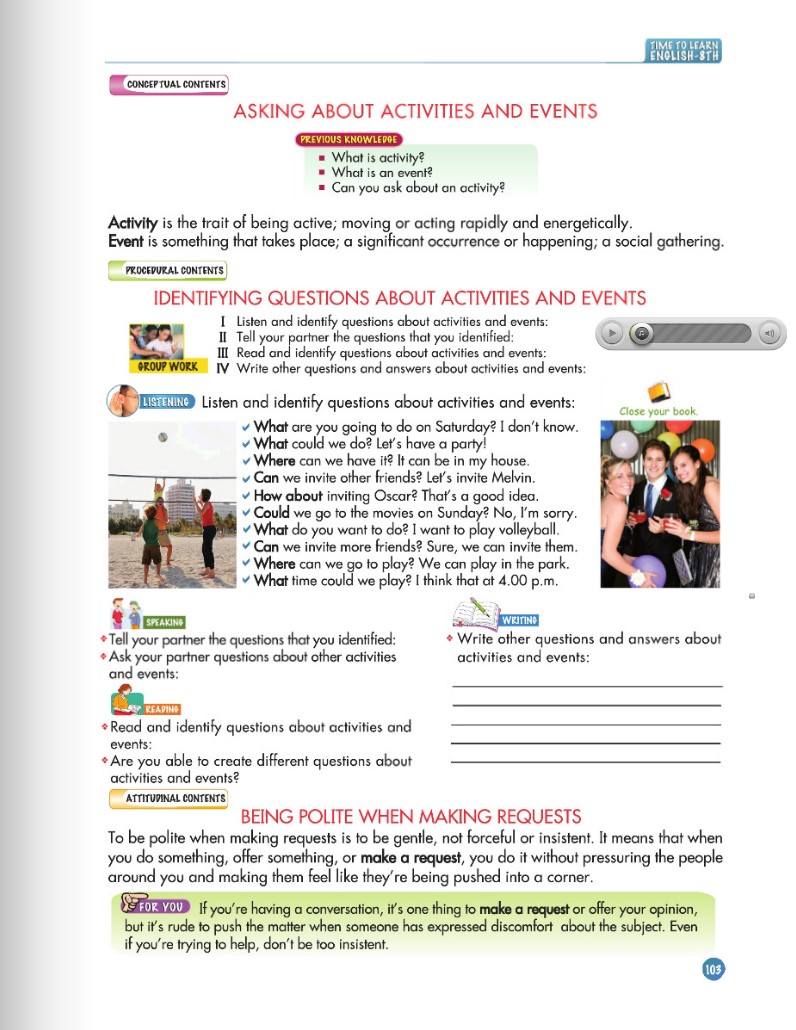 TIME TO LEARN
ENGLISH-8TH
CONCEPTUAL CONTENTS
ASKING ABOUT ACTIVITIES AND EVENTS
PREVIOUS KNOWLEDGE
What is activity?
What is an event?
Can you ask about an activity?
Activity is the trait of being active; moving or acting rapidly and energetically.
Event is something that takes place; a significant occurrence or happening; a social gathering.
PROCEDURAL CONTENTS
IDENTIFYING QUESTIONS ABOUT ACTIVITIES AND EVENTS
GROUP WORK
I Listen and identify questions about activities and events:
II Tell your partner the questions that you identified:
III Read and identify questions about activities and events:
IV Write other questions and answers about activities and events:
LISTENING Listen and identify questions about activities and events:
Close your book.
What are you going to do on Saturday? I don't know.
What could we do? Let's have a party!
Where can we have it? It can be in my house.
Can we invite other friends? Let's invite Melvin.
How about inviting Oscar? That's a good idea.
Could we go to the movies on Sunday? No, I'm sorry.
What do you want to do? I want to play volleyball.
Can we invite more friends? Sure, we can invite them.
Where can we go to play? We can play in the park.
What time could we play? I think that at 4.00 p.m.
SPEAKING
Tell your partner the questions that you identified:
Ask your partner questions about other activities
and events:
READING
Read and identify questions about activities and
events:
Are you able to create different questions about
activities and events?
WRITING
Write other questions and answers about
activities and events:
ATTITUDINAL CONTENTS
BEING POLITE WHEN MAKING REQUESTS
To be polite when making requests is to be gentle, not forceful or insistent. It means that when
you do something, offer something, or make a request, you do it without pressuring the people
around you and making them feel like they're being pushed into a corner.
FOR YOU If you're having a conversation, it's one thing to make a request or offer your opinion,
but it's rude to push the matter when someone has expressed discomfort about the subject. Even
if you're trying to help, don't be too insistent.
103